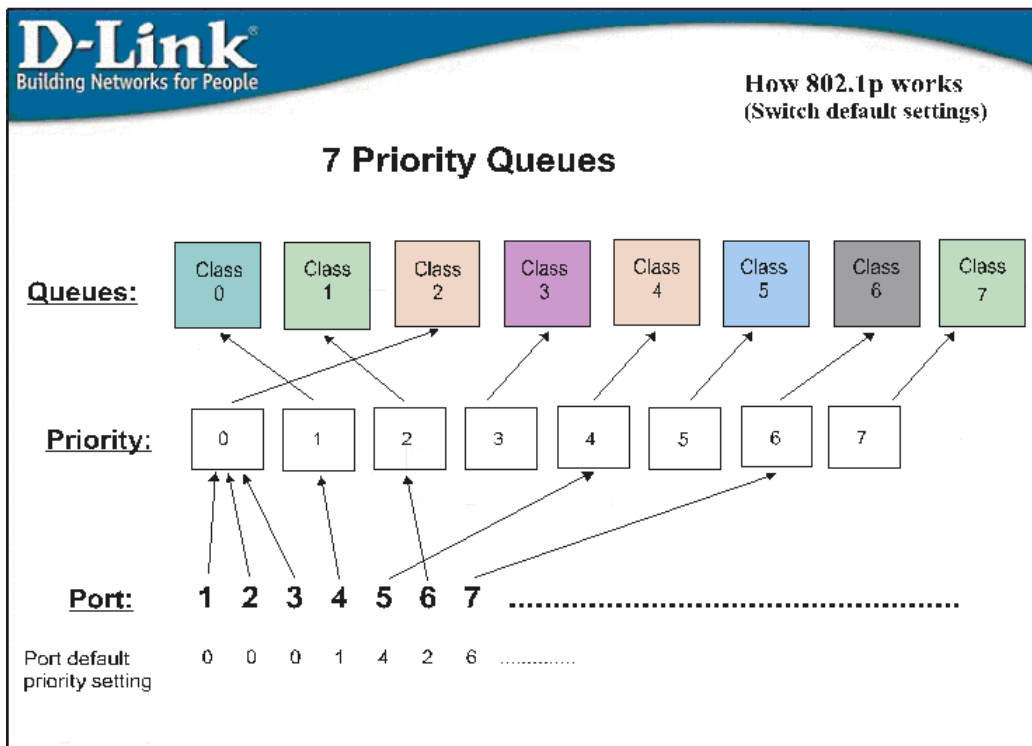 D-Link®
Building Networks for People
How 802.1p works
(Switch default settings)
7 Priority Queues
Queues:
Class 0
Class 1
Class 2
Class 3
Class 4
Class 5
Class 6
Class 7
Priority:
0 1 2 3 4 5 6 7
Port: 1 2 3 4 5 6 7 ................................................
Port default
priority setting
0 0 0 1 4 2 6 .............